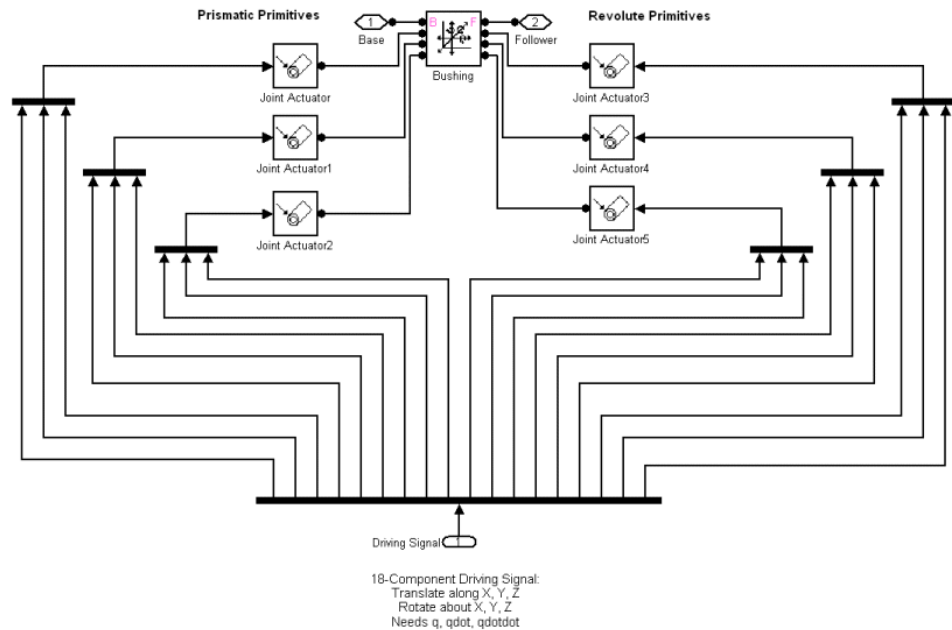 Prismatic Primitives
Revolute Primitives
1
B
F
2
Base
Follower
Bushing
Joint Actuator
Joint Actuator3
Joint Actuator1
Joint Actuator4
Joint Actuator2
Joint Actuator5
Driving Signal
1
18-Component Driving Signal:
Translate along X, Y, Z
Rotate about X, Y, Z
Needs q, qdot, qdotdot